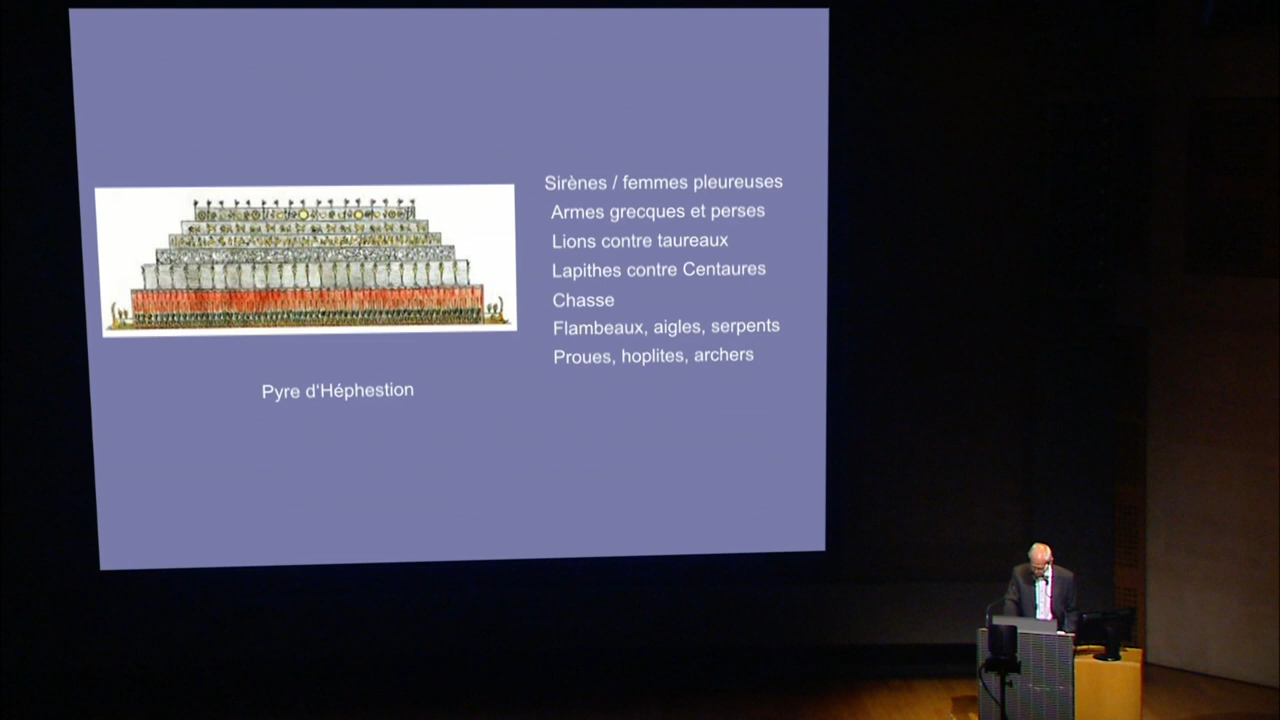 Sirènes / femmes pleureuses
Armes grecques et perses
Lions contre taureaux
Lapithes contre Centaures
Chasse
Flambeaux, aigles, serpents
Proues, hoplites, archers
Pyre d‘Héphestion